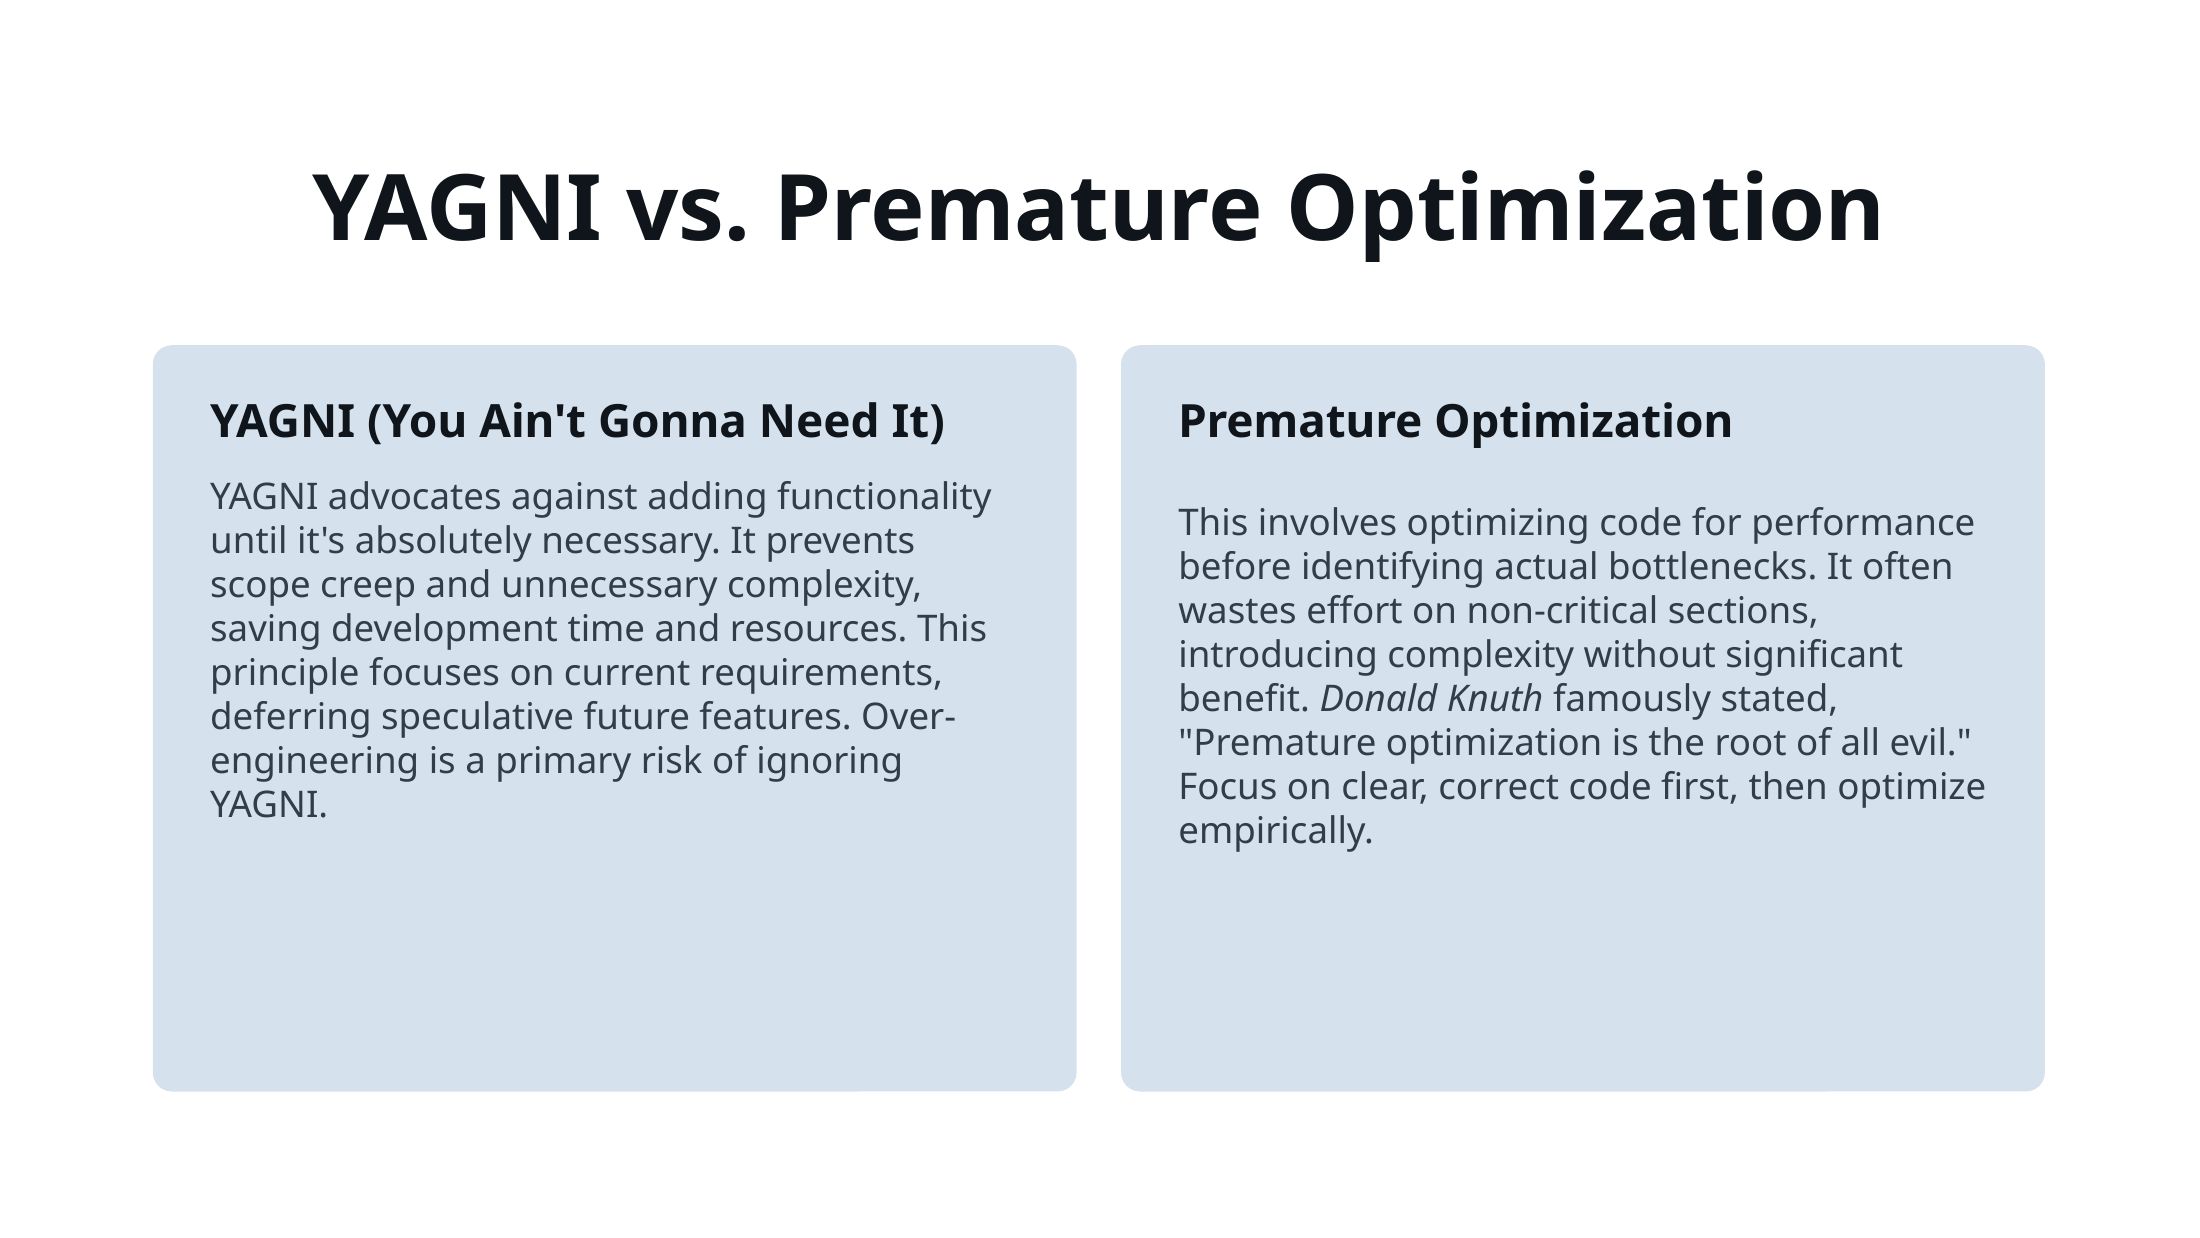 YAGNI vs. Premature Optimization
YAGNI (You Ain't Gonna Need It)
YAGNI advocates against adding functionality
until it's absolutely necessary. It prevents
scope creep and unnecessary complexity,
saving development time and resources. This
principle focuses on current requirements,
deferring speculative future features. Over-
engineering is a primary risk of ignoring
YAGNI.
Premature Optimization
This involves optimizing code for performance
before identifying actual bottlenecks. It often
wastes effort on non-critical sections,
introducing complexity without significant
benefit. Donald Knuth famously stated,
"Premature optimization is the root of all evil."
Focus on clear, correct code first, then optimize
empirically.